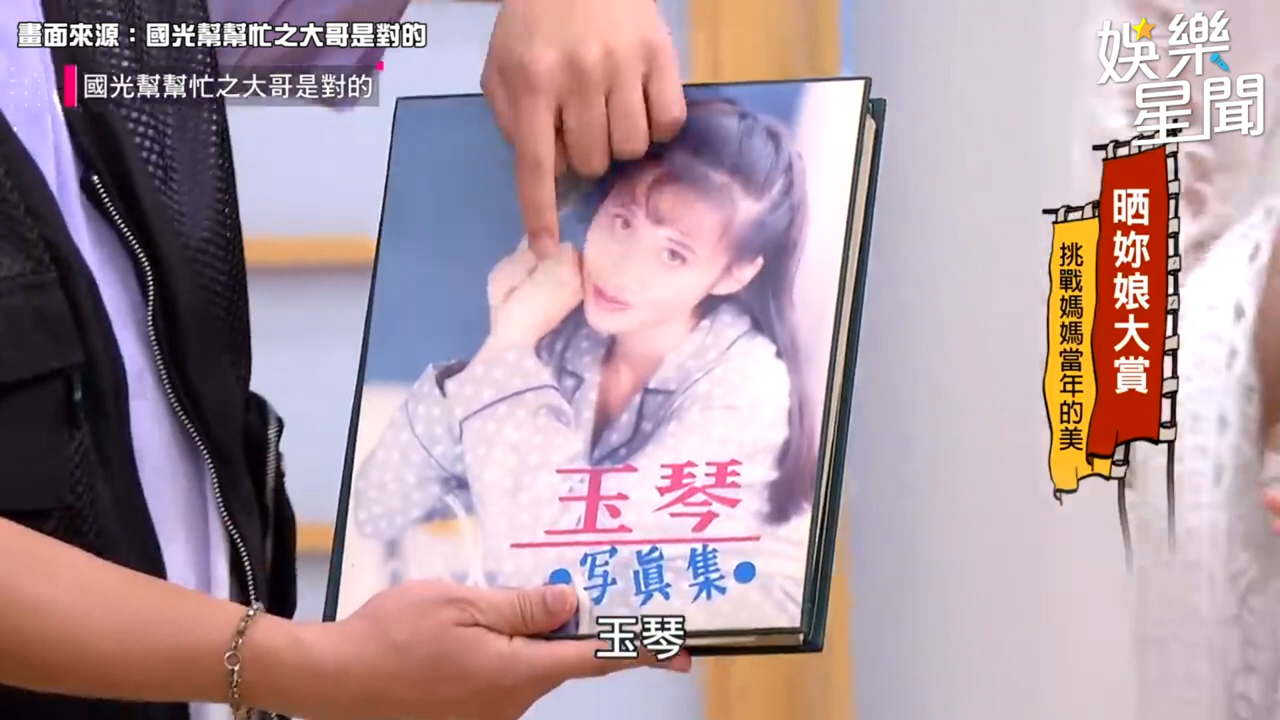 畫面來源：國光幫幫忙之大哥是對的
國光幫幫忙之大哥是對的
娛樂
星聞
晒妳娘大賞
挑戰媽媽當年的美
玉琴
•写眞集•
玉琴